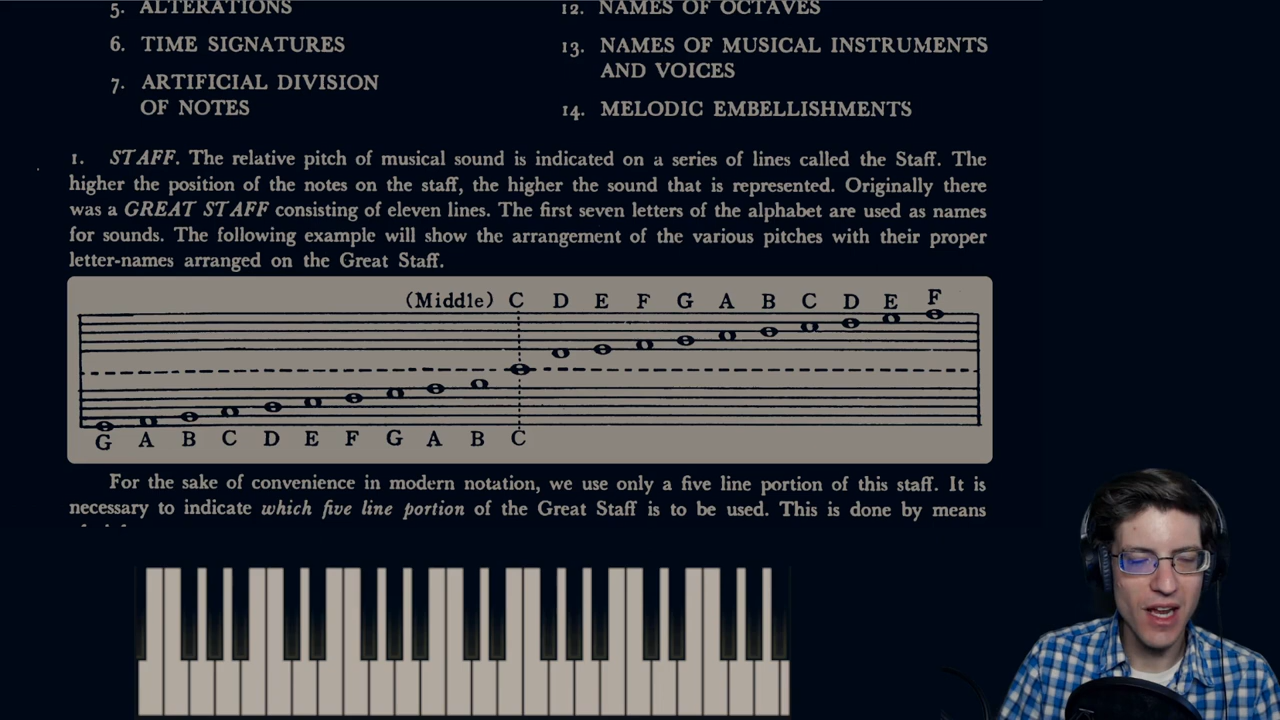 5. ALTERATIONS
6. TIME SIGNATURES
7. ARTIFICIAL DIVISION
OF NOTES
12. NAMES OF OCTAVES
13. NAMES OF MUSICAL INSTRUMENTS
AND VOICES
14. MELODIC EMBELLISHMENTS
1. STAFF. The relative pitch of musical sound is indicated on a series of lines called the Staff. The
higher the position of the notes on the staff, the higher the sound that is represented. Originally there
was a GREAT STAFF consisting of eleven lines. The first seven letters of the alphabet are used as names
for sounds. The following example will show the arrangement of the various pitches with their proper
letter-names arranged on the Great Staff.
(Middle) C D E F G A B C D E F
G A B C D E F G A B C
For the sake of convenience in modern notation, we use only a five line portion of this staff. It is
necessary to indicate which five line portion of the Great Staff is to be used. This is done by means